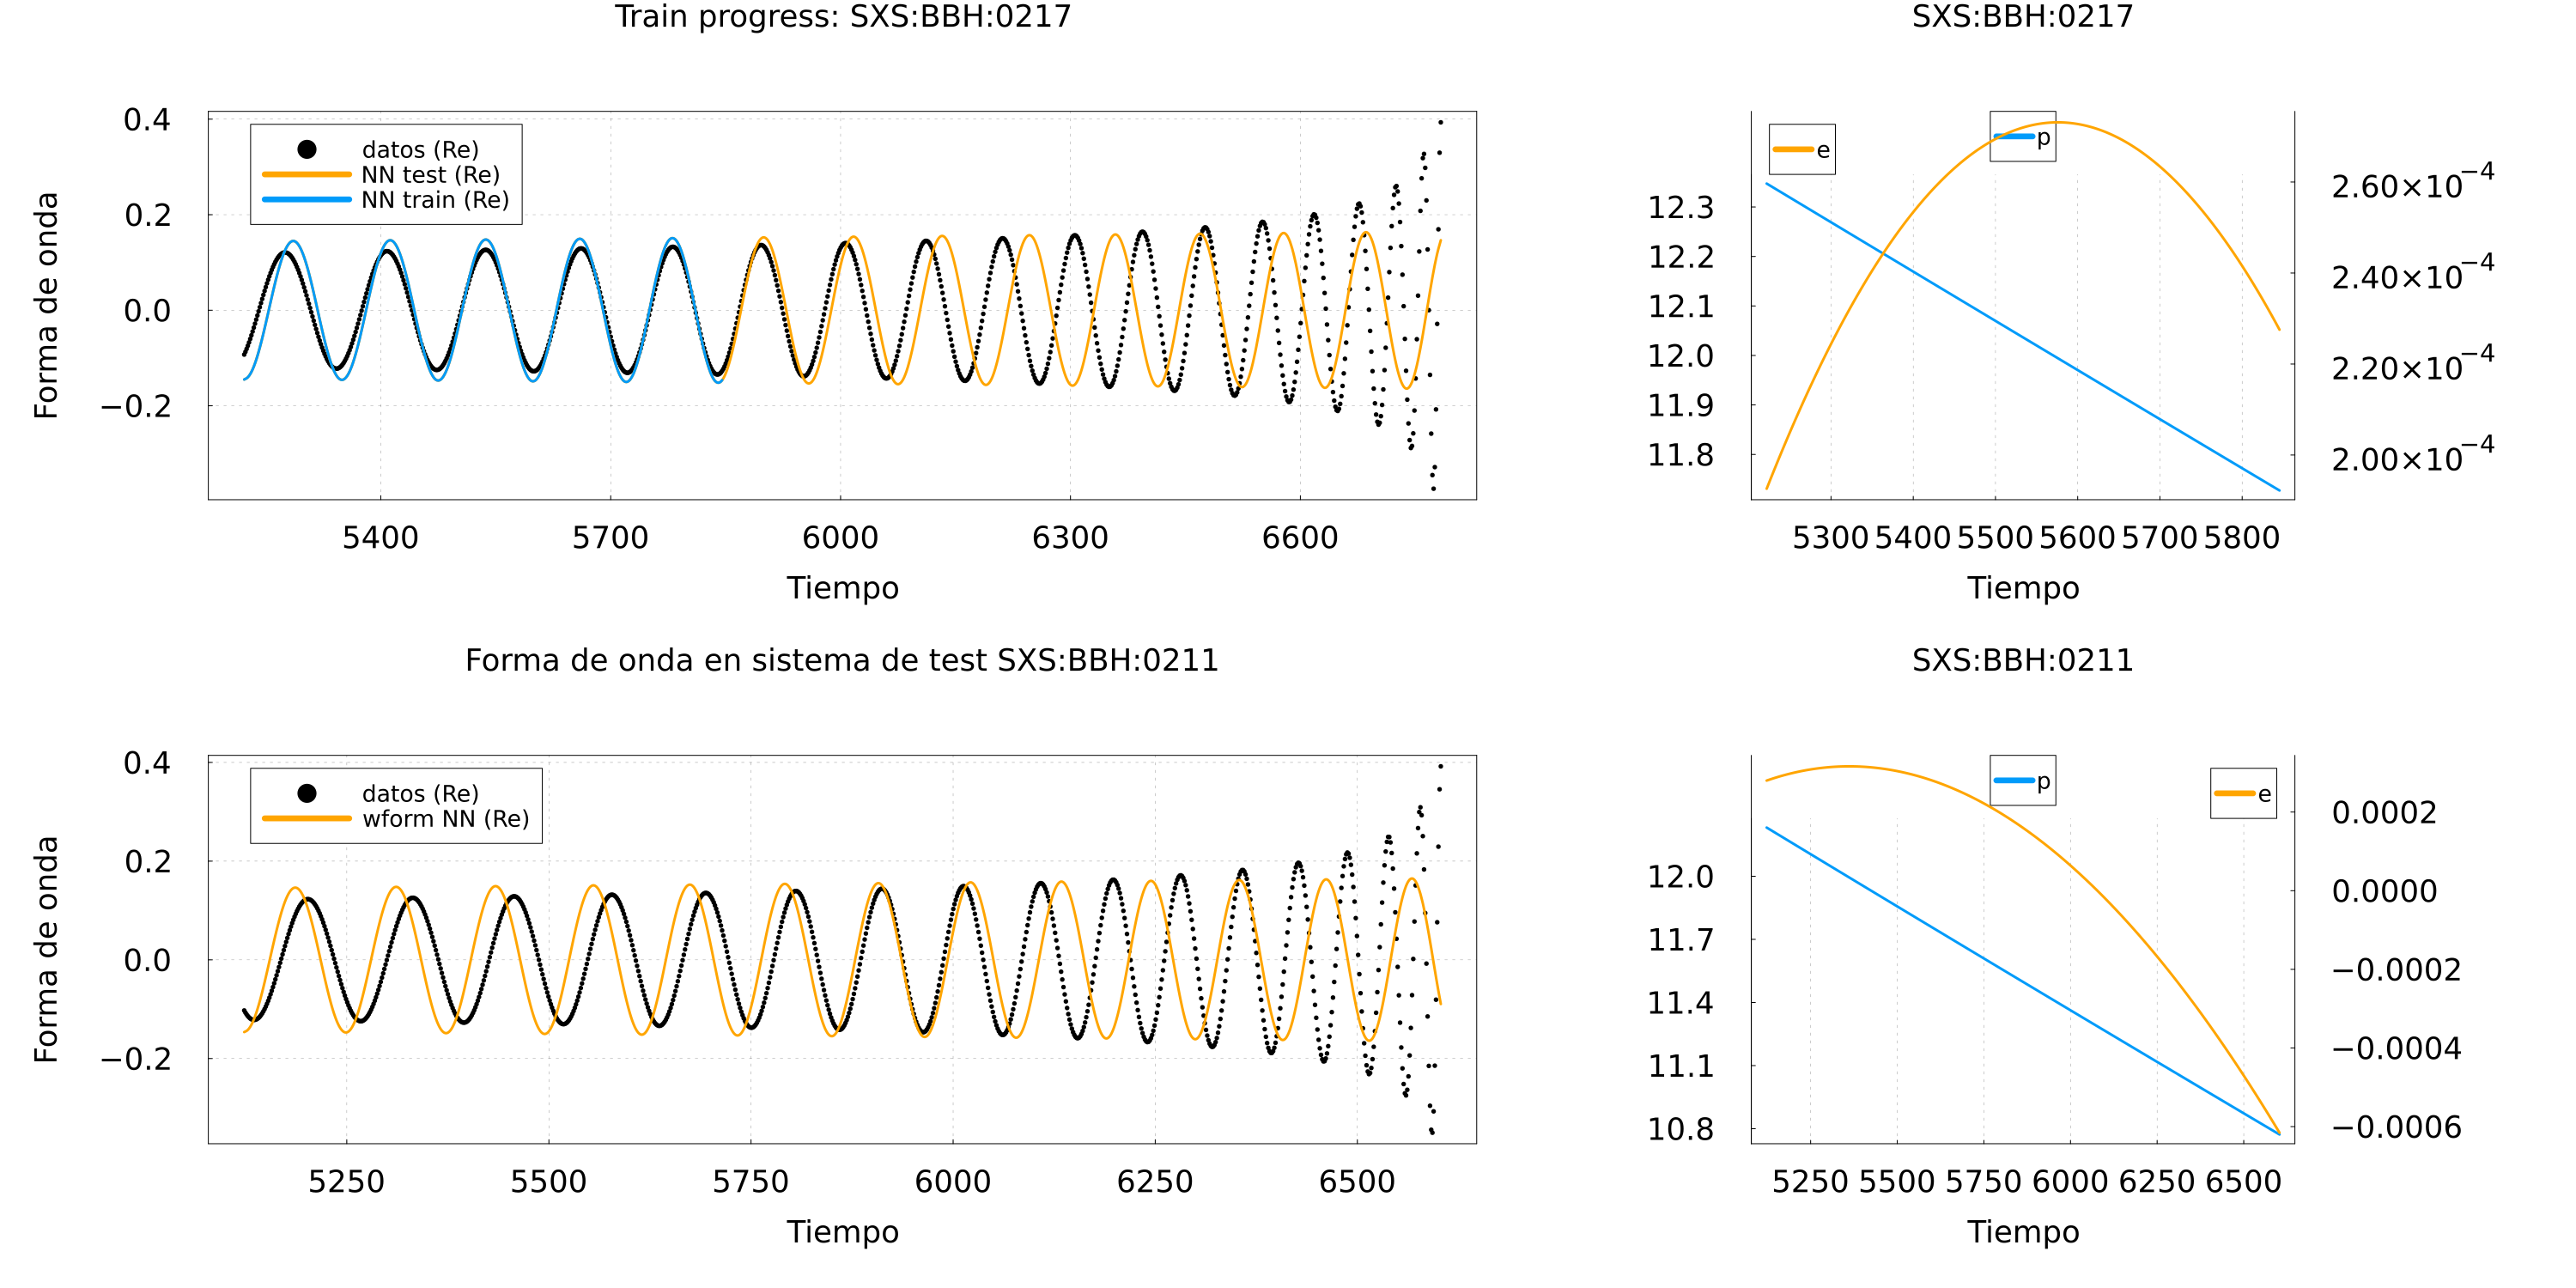 Train progress: SXS:BBH:0217
Forma de onda
0.4
0.2
0.0
−0.2
datos (Re)
NN test (Re)
NN train (Re)
5400 5700 6000 6300 6600
Tiempo
SXS:BBH:0217
e
p
12.3
12.2
12.1
12.0
11.9
11.8
2.60×10⁻⁴
2.40×10⁻⁴
2.20×10⁻⁴
2.00×10⁻⁴
5300 5400 5500 5600 5700 5800
Tiempo
Forma de onda en sistema de test SXS:BBH:0211
Forma de onda
0.4
0.2
0.0
−0.2
datos (Re)
wform NN (Re)
5250 5500 5750 6000 6250 6500
Tiempo
SXS:BBH:0211
p
e
12.0
11.7
11.4
11.1
10.8
0.0002
0.0000
−0.0002
−0.0004
−0.0006
5250 5500 5750 6000 6250 6500
Tiempo